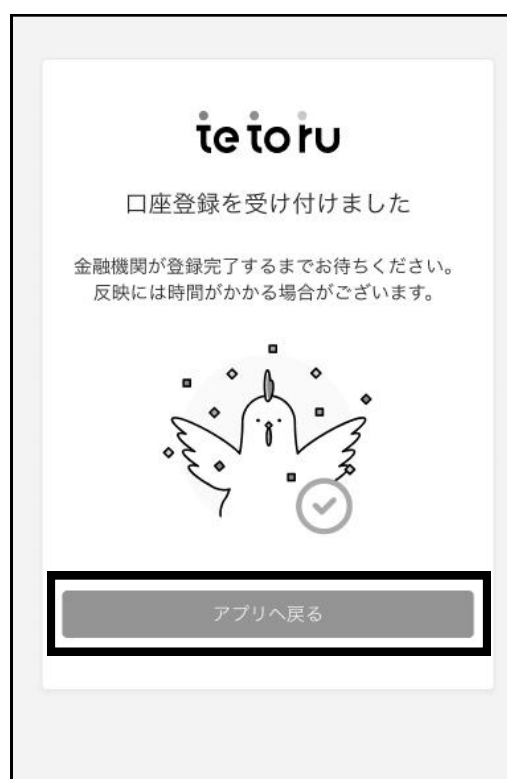 tetoru
口座登録を受け付けました
金融機関が登録完了するまでお待ちください。
反映には時間がかかる場合がございます。
アプリへ戻る